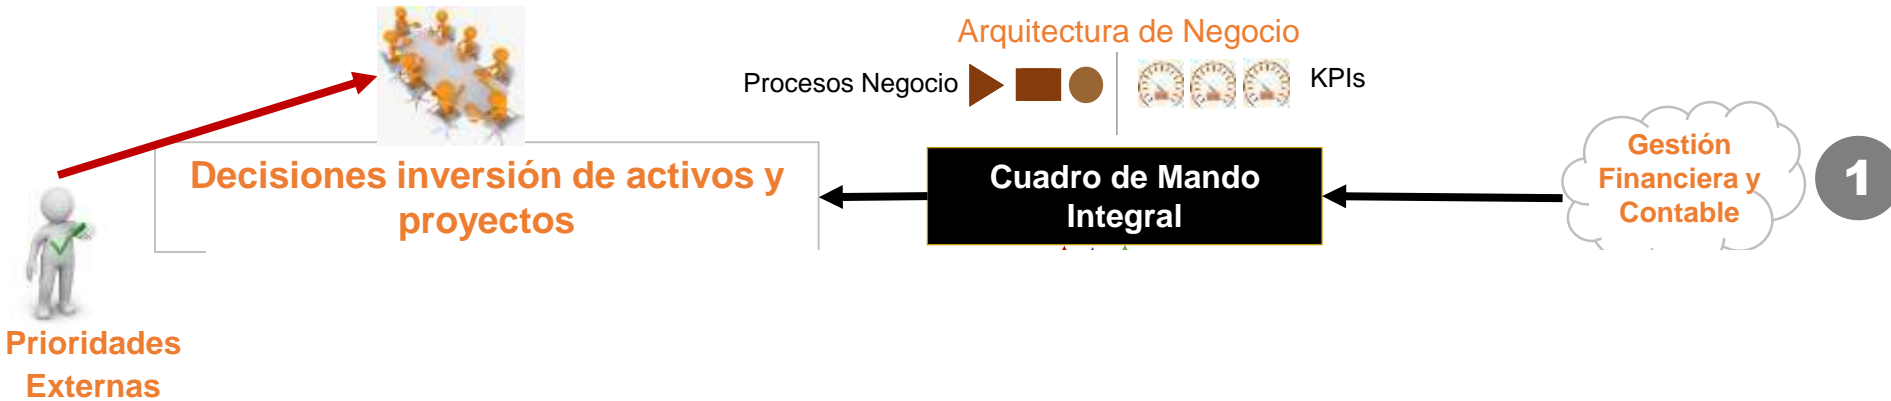 Arquitectura de Negocio
Procesos Negocio
KPIs
Decisiones inversión de activos y
proyectos
Cuadro de Mando
Integral
Gestión
Financiera y
Contable
1
Prioridades
Externas